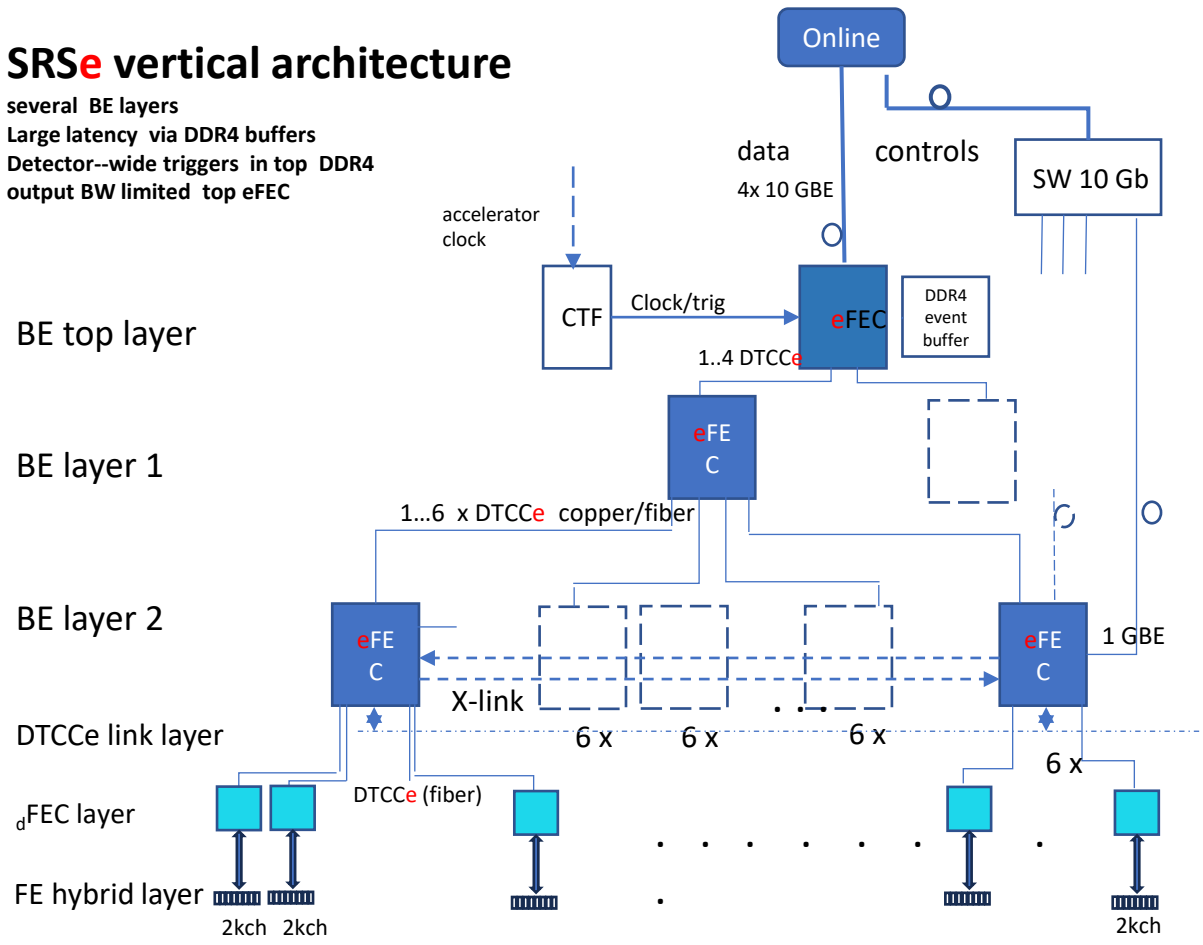 SRSe vertical architecture
several BE layers
Large latency via DDR4 buffers
Detector--wide triggers in top DDR4
output BW limited top eFEC
Online
data
4x 10 GBE
controls
SW 10 Gb
accelerator
clock
BE top layer
CTF
Clock/trig
eFEC
DDR4
event
buffer
1..4 DTCCe
BE layer 1
eFE
C
1...6 x DTCCe copper/fiber
BE layer 2
eFE
C
eFE
C
1 GBE
X-link
. . . .
DTCCe link layer
6 x
6 x
6 x
6 x
DTCCe (fiber)
dFEC layer
. . . . . . . .
FE hybrid layer
.
2kch
2kch
2kch